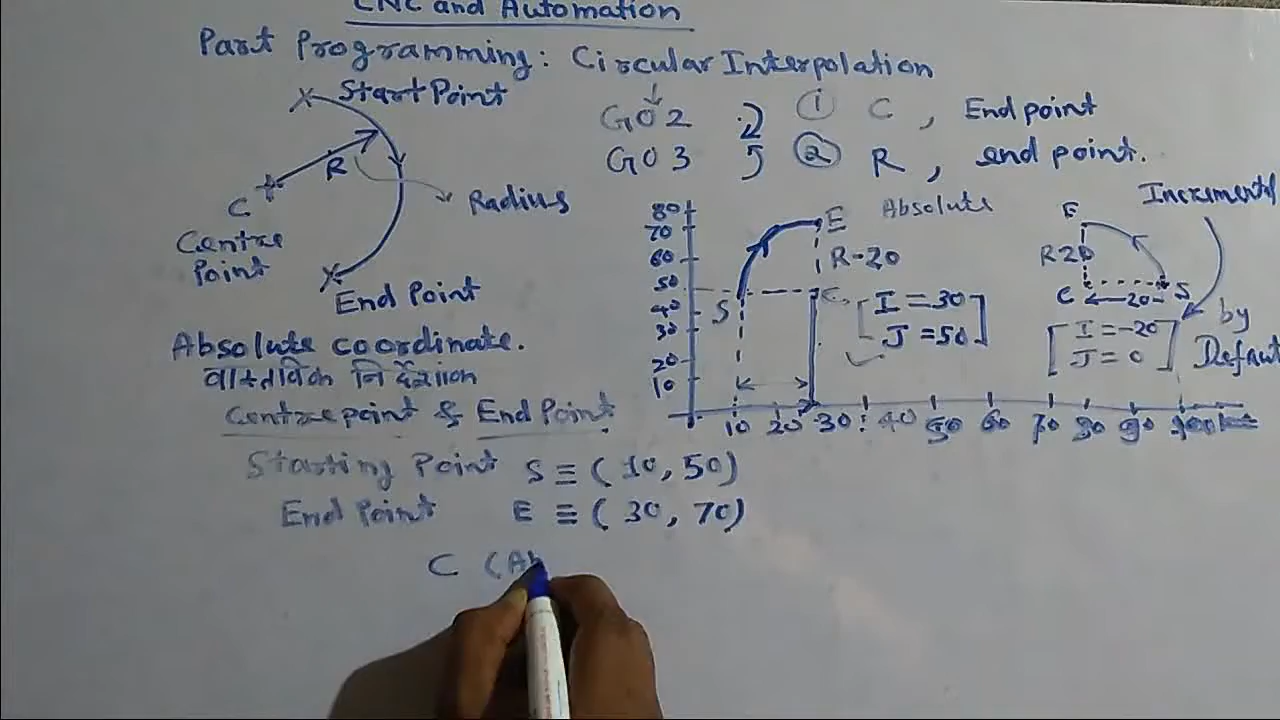 CNC and Automation
Part Programming: Circular Interpolation
Start Point
R
Radius
C
Centre
Point
End Point
G02 ① C, End point
G03 ② R, end point.
Absolute
80
70
60
50
40
30
20
10
E
R-20
S
C
I = 30
J = 50
10 20 30 40 50 60 70 80 90 100
Incremental
E
R20
C 20 S
I = -20
J = 0
by
Defaut
Absolute coordinate.
वास्तविक निर्देशांक
Centre point & End Point
Starting Point S ≡ (10, 50)
End Point E ≡ (30, 70)
C (Ab